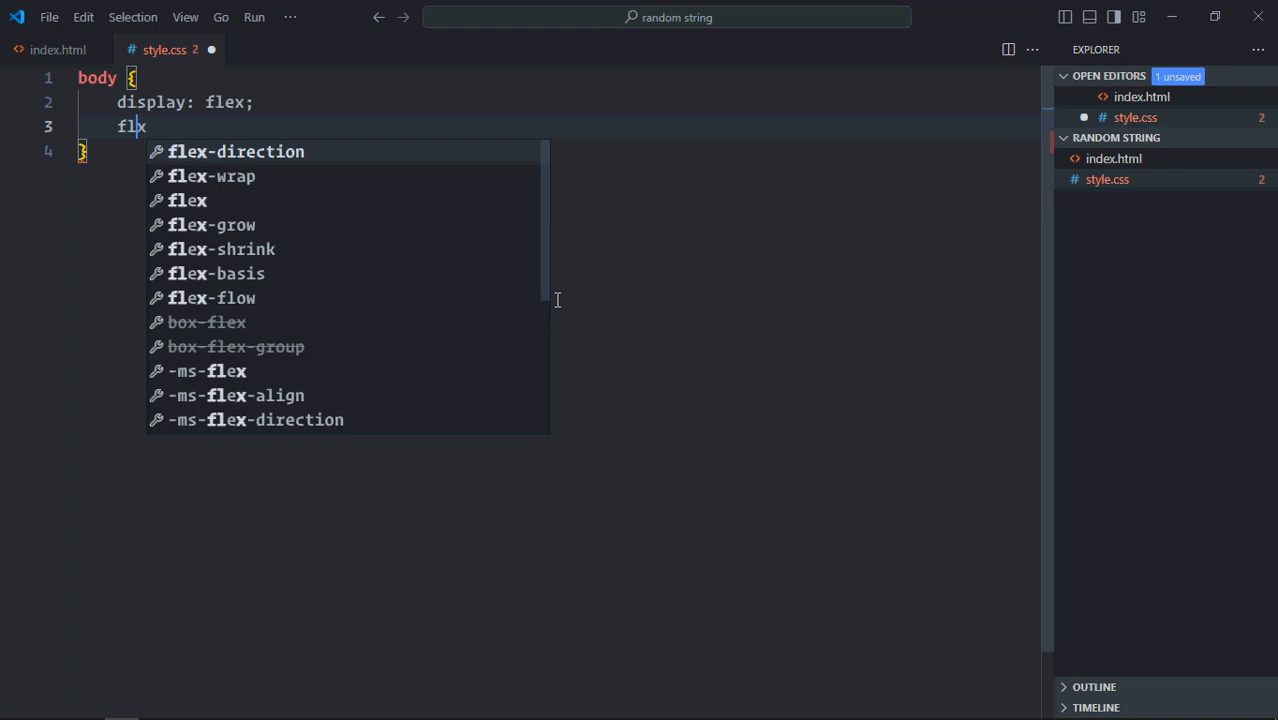 File Edit Selection View Go Run ··· random string
index.html # style.css 2 ··· EXPLORER ···
1 body {
2 display: flex;
3 flx
4 }
flex-direction
flex-wrap
flex
flex-grow
flex-shrink
flex-basis
flex-flow
box-flex
box-flex-group
-ms-flex
-ms-flex-align
-ms-flex-direction
OPEN EDITORS 1 unsaved
index.html
# style.css 2
RANDOM STRING
index.html
# style.css 2
OUTLINE
TIMELINE